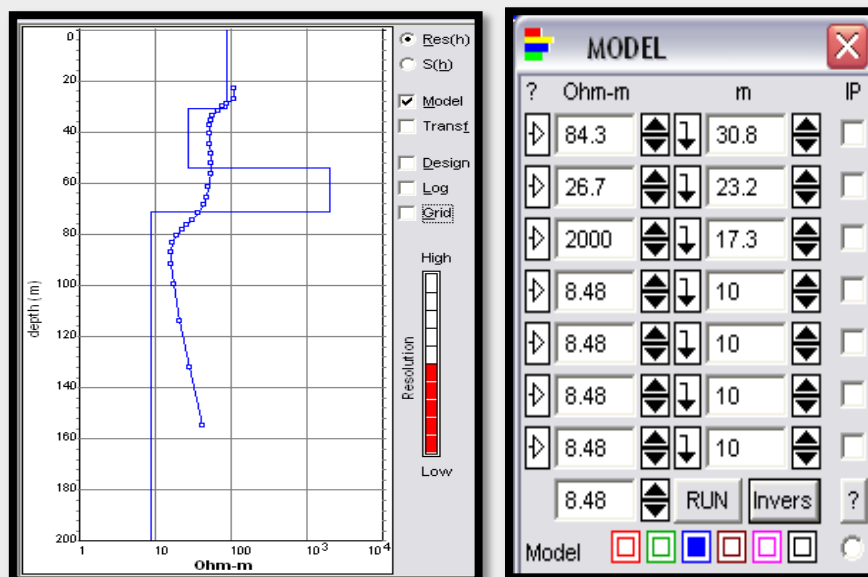 0
20
40
60
80
100
120
140
160
180
200
depth (m)
1 10 100 10³ 10⁴
Ohm-m
Res(h)
S(h)
Model
Transf
Design
Log
Grid
High
Resolution
Low
MODEL
? Ohm-m m IP
84.3 30.8
26.7 23.2
2000 17.3
8.48 10
8.48 10
8.48 10
8.48 10
8.48 RUN Invers ?
Model